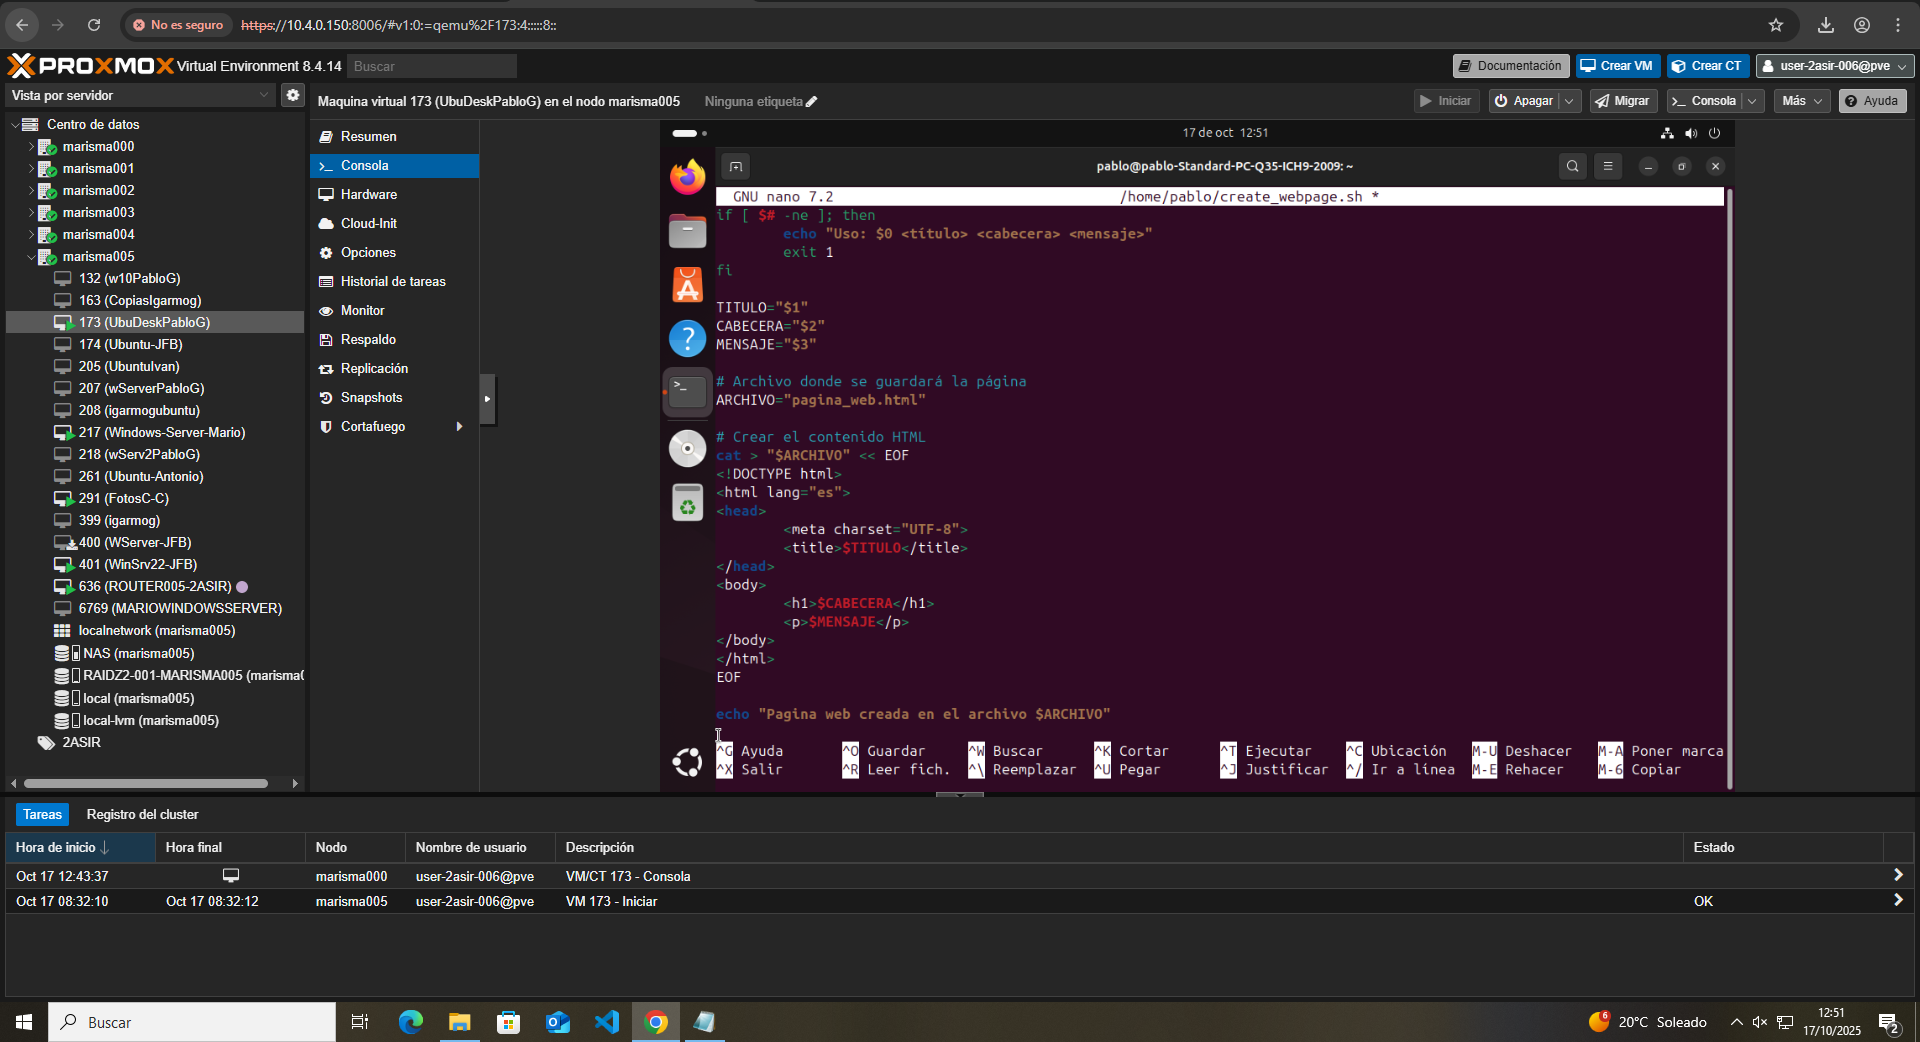 No es seguro
https://10.4.0.150:8006/#v1:0:=qemu%2F173:4:::::8::
PROXMOX Virtual Environment 8.4.14
Buscar
Documentación
Crear VM
Crear CT
user-2asir-006@pve
Vista por servidor
Maquina virtual 173 (UbuDeskPabloG) en el nodo marisma005
Ninguna etiqueta
Iniciar
Apagar
Migrar
Consola
Más
Ayuda
Centro de datos
marisma000
marisma001
marisma002
marisma003
marisma004
marisma005
132 (w10PabloG)
163 (CopiasIgarmog)
173 (UbuDeskPabloG)
174 (Ubuntu-JFB)
205 (UbuntuIvan)
207 (wServerPabloG)
208 (igarmogubuntu)
217 (Windows-Server-Mario)
218 (wServ2PabloG)
261 (Ubuntu-Antonio)
291 (FotosC-C)
399 (igarmog)
400 (WServer-JFB)
401 (WinSrv22-JFB)
636 (ROUTER005-2ASIR)
6769 (MARIOWINDOWSSERVER)
localnetwork (marisma005)
NAS (marisma005)
RAIDZ2-001-MARISMA005 (marisma0
local (marisma005)
local-lvm (marisma005)
2ASIR
Resumen
Consola
Hardware
Cloud-Init
Opciones
Historial de tareas
Monitor
Respaldo
Replicación
Snapshots
Cortafuego
17 de oct 12:51
pablo@pablo-Standard-PC-Q35-ICH9-2009: ~
GNU nano 7.2 /home/pablo/create_webpage.sh *
if [ $# -ne ]; then
echo "Uso: $0 <titulo> <cabecera> <mensaje>"
exit 1
fi
TITULO="$1"
CABECERA="$2"
MENSAJE="$3"
# Archivo donde se guardará la página
ARCHIVO="pagina_web.html"
# Crear el contenido HTML
cat > "$ARCHIVO" << EOF
<!DOCTYPE html>
<html lang="es">
<head>
<meta charset="UTF-8">
<title>$TITULO</title>
</head>
<body>
<h1>$CABECERA</h1>
<p>$MENSAJE</p>
</body>
</html>
EOF
echo "Pagina web creada en el archivo $ARCHIVO"
^G Ayuda ^O Guardar ^W Buscar ^K Cortar ^T Ejecutar ^C Ubicación M-U Deshacer M-A Poner marca
^X Salir ^R Leer fich. ^\ Reemplazar ^U Pegar ^J Justificar ^/ Ir a línea M-E Rehacer M-6 Copiar
Tareas
Registro del cluster
Hora de inicio Hora final Nodo Nombre de usuario Descripción Estado
Oct 17 12:43:37 marisma000 user-2asir-006@pve VM/CT 173 - Consola
Oct 17 08:32:10 Oct 17 08:32:12 marisma005 user-2asir-006@pve VM 173 - Iniciar OK
Buscar
6
20°C Soleado
12:51
17/10/2025
2